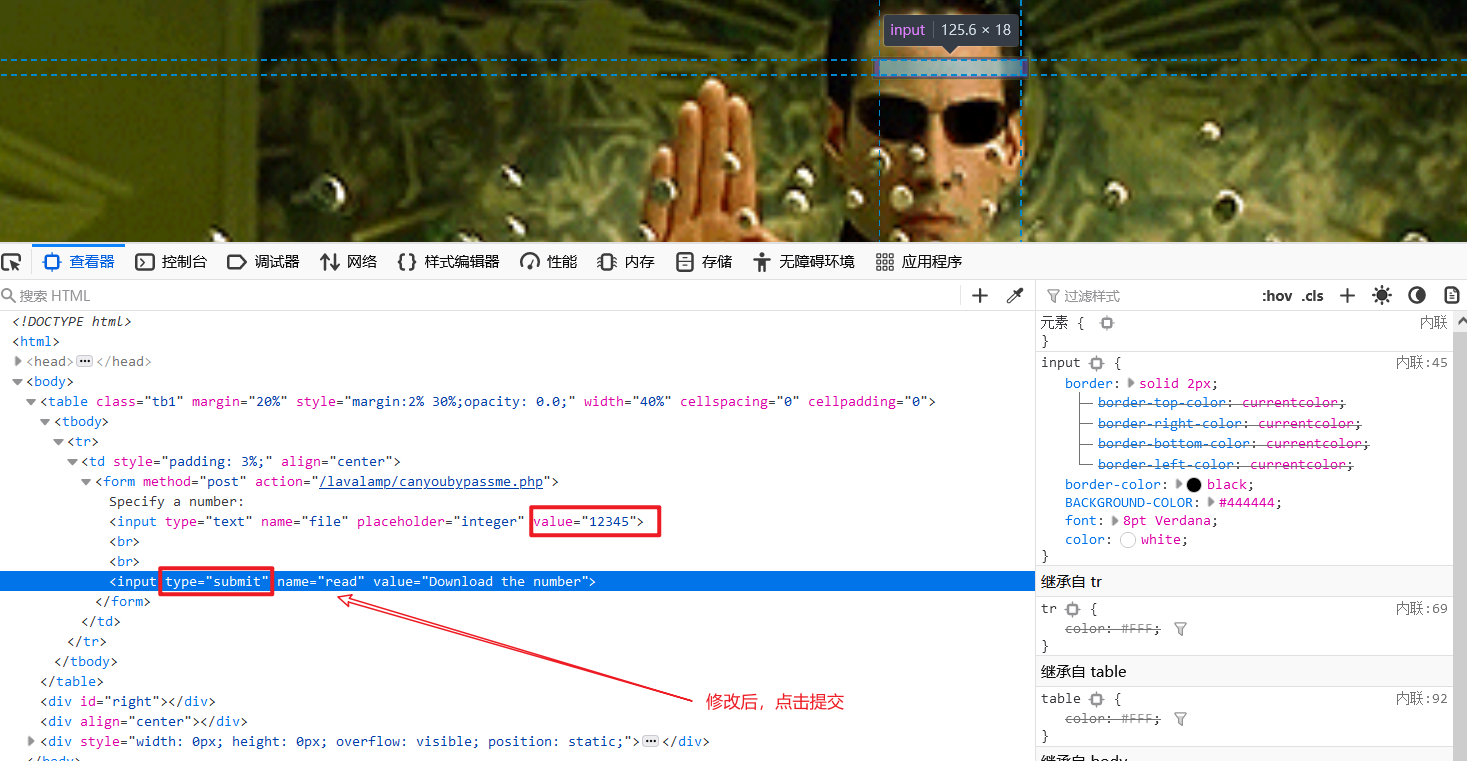 input 125.6 × 18
查看器 控制台 调试器 网络 样式编辑器 性能 内存 存储 无障碍环境 应用程序
搜索 HTML
<!DOCTYPE html>
<html>
<head> ••• </head>
<body>
<table class="tb1" margin="20%" style="margin:2% 30%;opacity: 0.0;" width="40%" cellspacing="0" cellpadding="0">
<tbody>
<tr>
<td style="padding: 3%;" align="center">
<form method="post" action="/lavalamp/canyoubypassme.php">
Specify a number:
<input type="text" name="file" placeholder="integer" value="12345">
<br>
<br>
<input type="submit" name="read" value="Download the number">
</form>
</td>
</tr>
</tbody>
</table>
<div id="right"></div>
<div align="center"></div>
<div style="width: 0px; height: 0px; overflow: visible; position: static;"> ••• </div>
</body>
修改后，点击提交
过滤样式 :hov .cls
元素 { 内联
}
input { 内联:45
border: solid 2px;
border-top-color: currentcolor;
border-right-color: currentcolor;
border-bottom-color: currentcolor;
border-left-color: currentcolor;
border-color: black;
BACKGROUND-COLOR: #444444;
font: 8pt Verdana;
color: white;
}
继承自 tr
tr { 内联:69
color: #FFF;
}
继承自 table
table { 内联:92
color: #FFF;
}
继承自 body